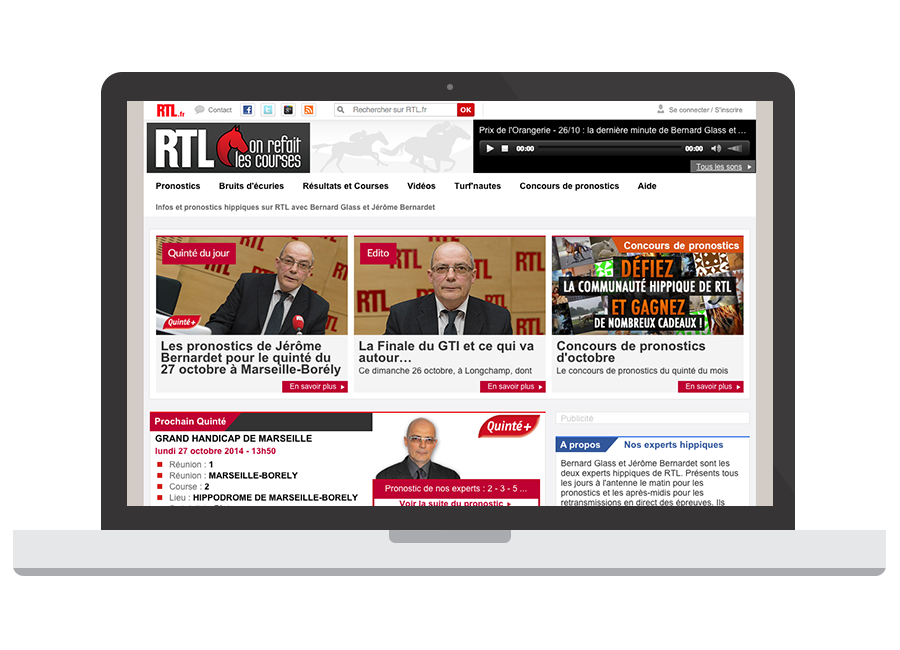 RTL.fr Contact Rechercher sur RTL.fr OK Se connecter / S'inscrire
RTL on refait les courses
Prix de l'Orangerie - 26/10 : la dernière minute de Bernard Glass et ...
00:00 00:00
Tous les sons
Pronostics Bruits d'écuries Résultats et Courses Vidéos Turf'nautes Concours de pronostics Aide
Infos et pronostics hippiques sur RTL avec Bernard Glass et Jérôme Bernardet
Quinté du jour
RTL
RTL
Quinté+
Les pronostics de Jérôme
Bernardet pour le quinté du
27 octobre à Marseille-Borély
En savoir plus
Edito
RTL RTL
RTL RTL
La Finale du GTI et ce qui va
autour…
Ce dimanche 26 octobre, à Longchamp, dont
En savoir plus
Concours de pronostics
DÉFIEZ
LA COMMUNAUTÉ HIPPIQUE DE RTL
ET GAGNEZ
DE NOMBREUX CADEAUX !
Concours de pronostics
d'octobre
Le concours de pronostics du quinté du mois
En savoir plus
Prochain Quinté
GRAND HANDICAP DE MARSEILLE
lundi 27 octobre 2014 - 13h50
Réunion : 1
Réunion : MARSEILLE-BORELY
Course : 2
Lieu : HIPPODROME DE MARSEILLE-BORELY
Quinté+
Pronostic de nos experts : 2 - 3 - 5 ...
Voir la suite du pronostic
Publicité
A propos Nos experts hippiques
Bernard Glass et Jérôme Bernardet sont les
deux experts hippiques de RTL. Présents tous
les jours à l'antenne le matin pour les
pronostics et les après-midis pour les
retransmissions en direct des épreuves. Ils